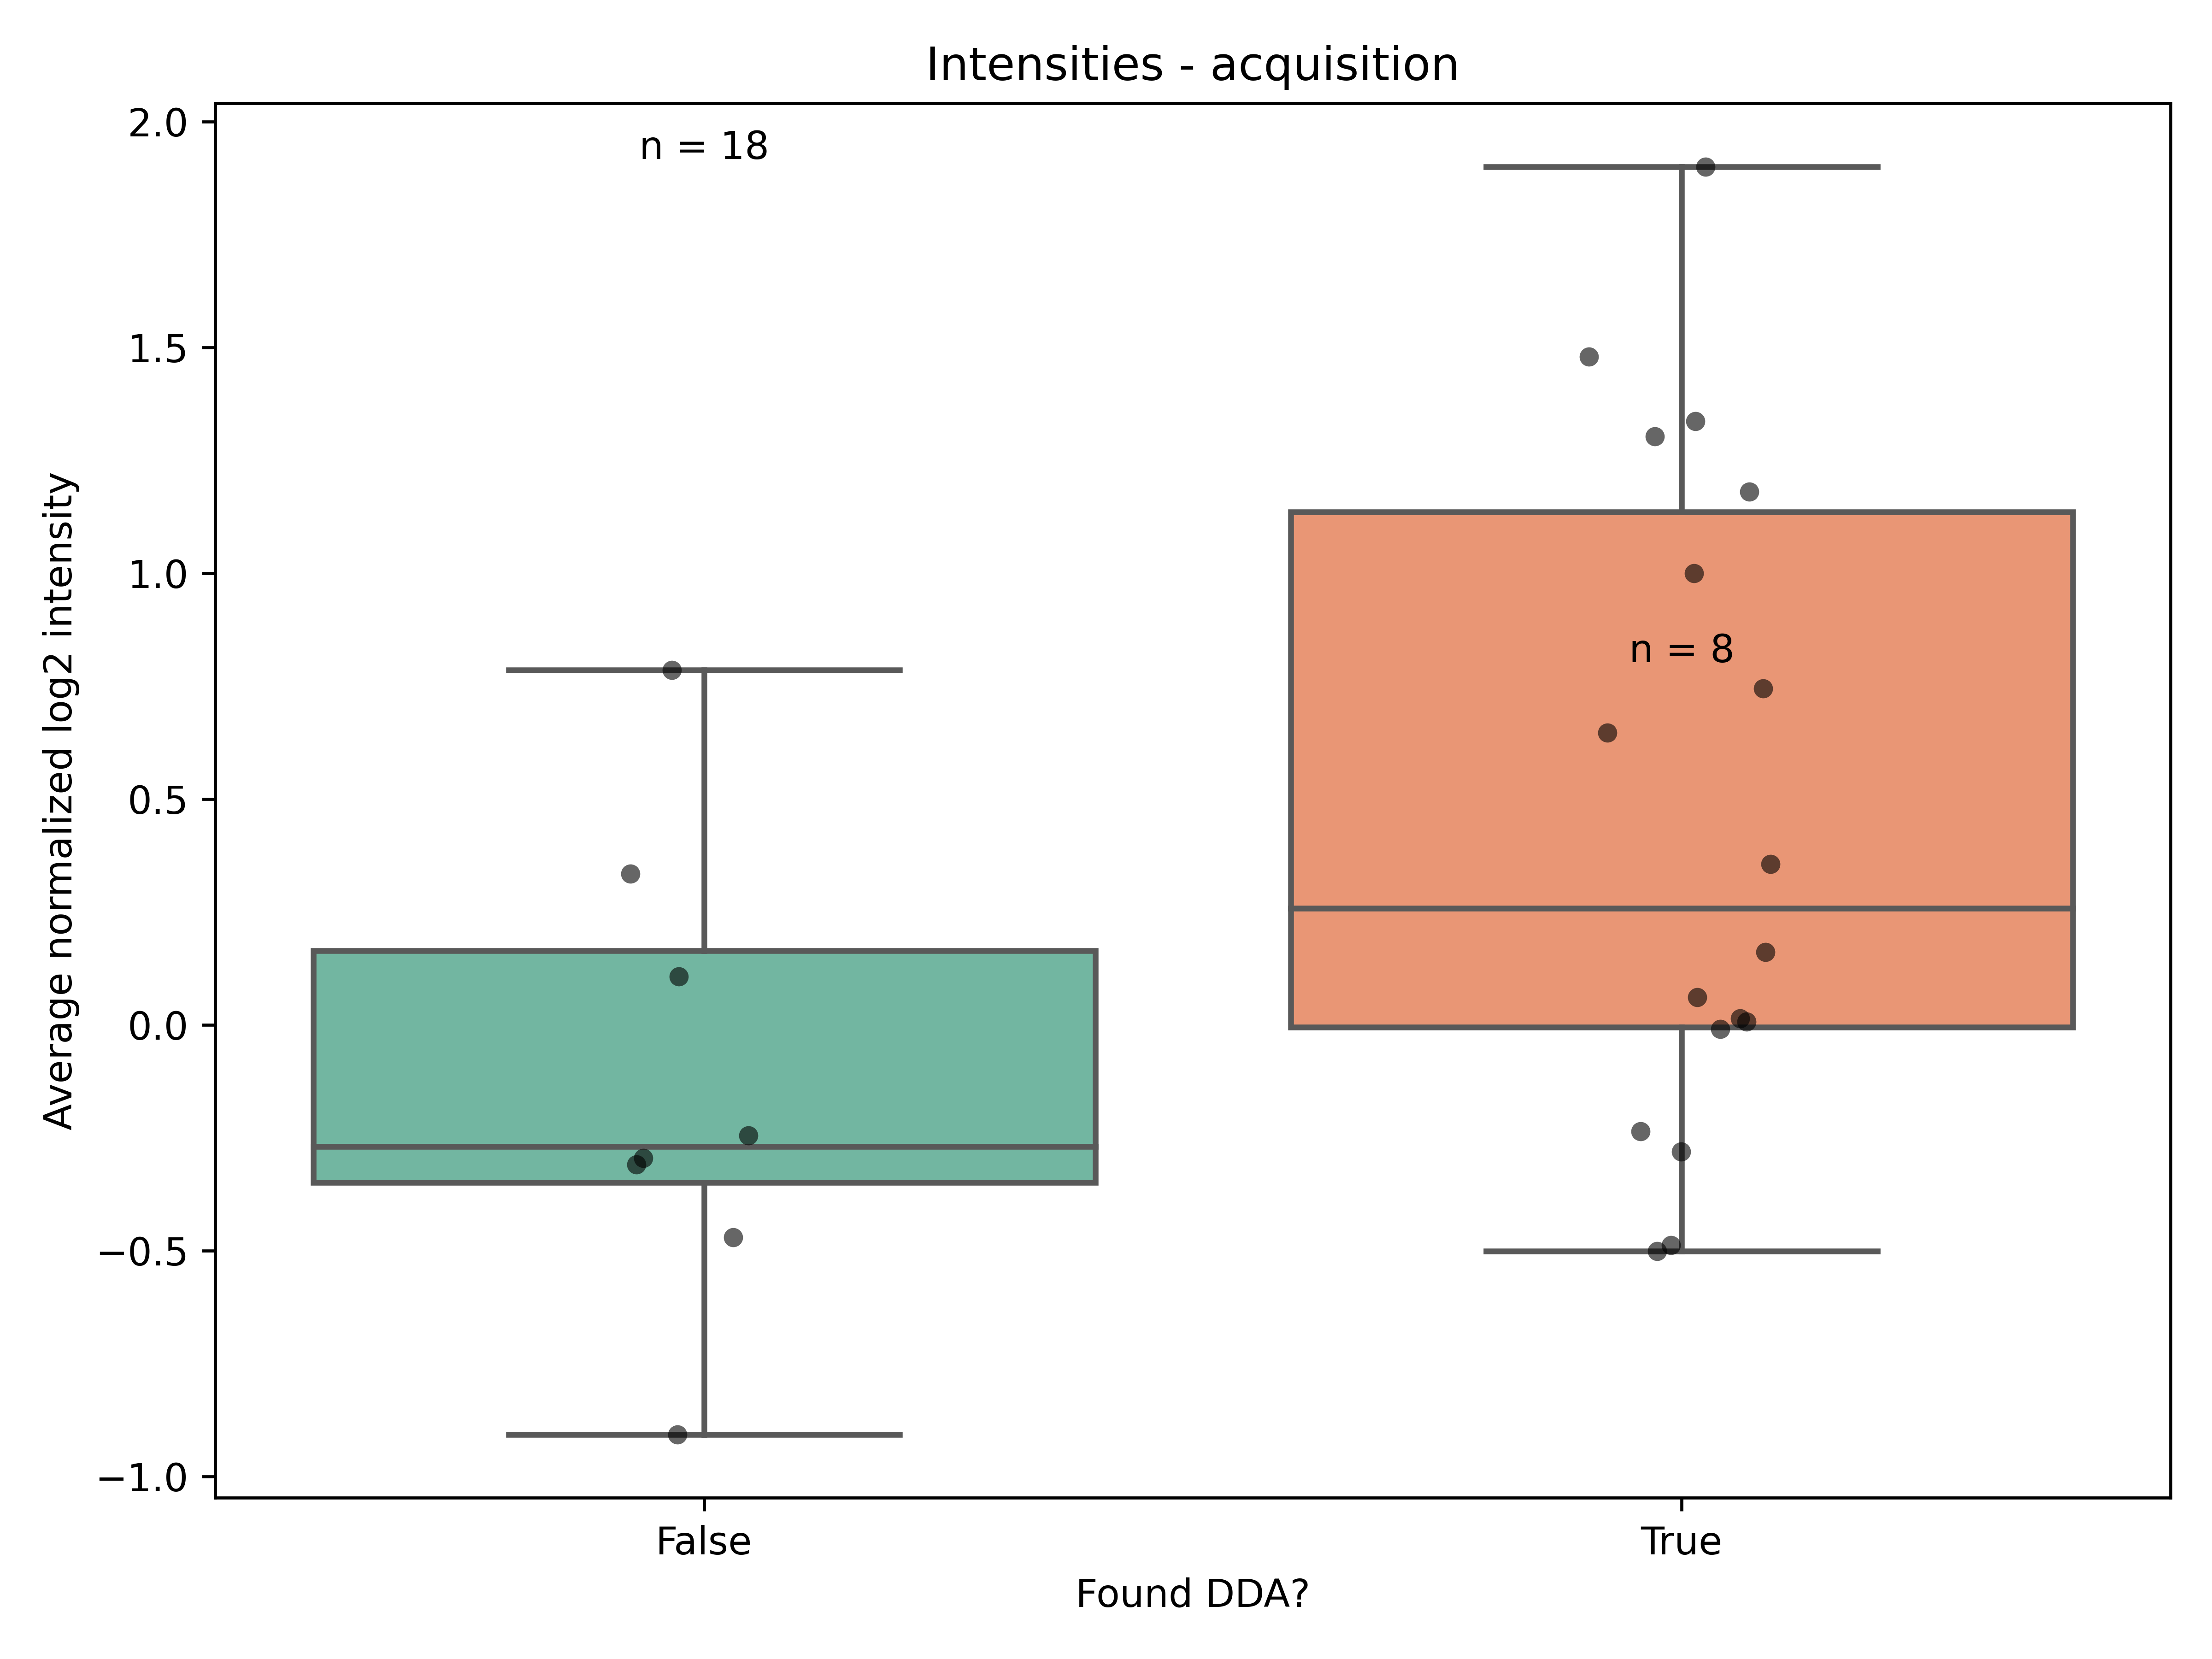 Intensities - acquisition
n = 18
n = 8
Average normalized log2 intensity
2.0
1.5
1.0
0.5
0.0
−0.5
−1.0
False
True
Found DDA?